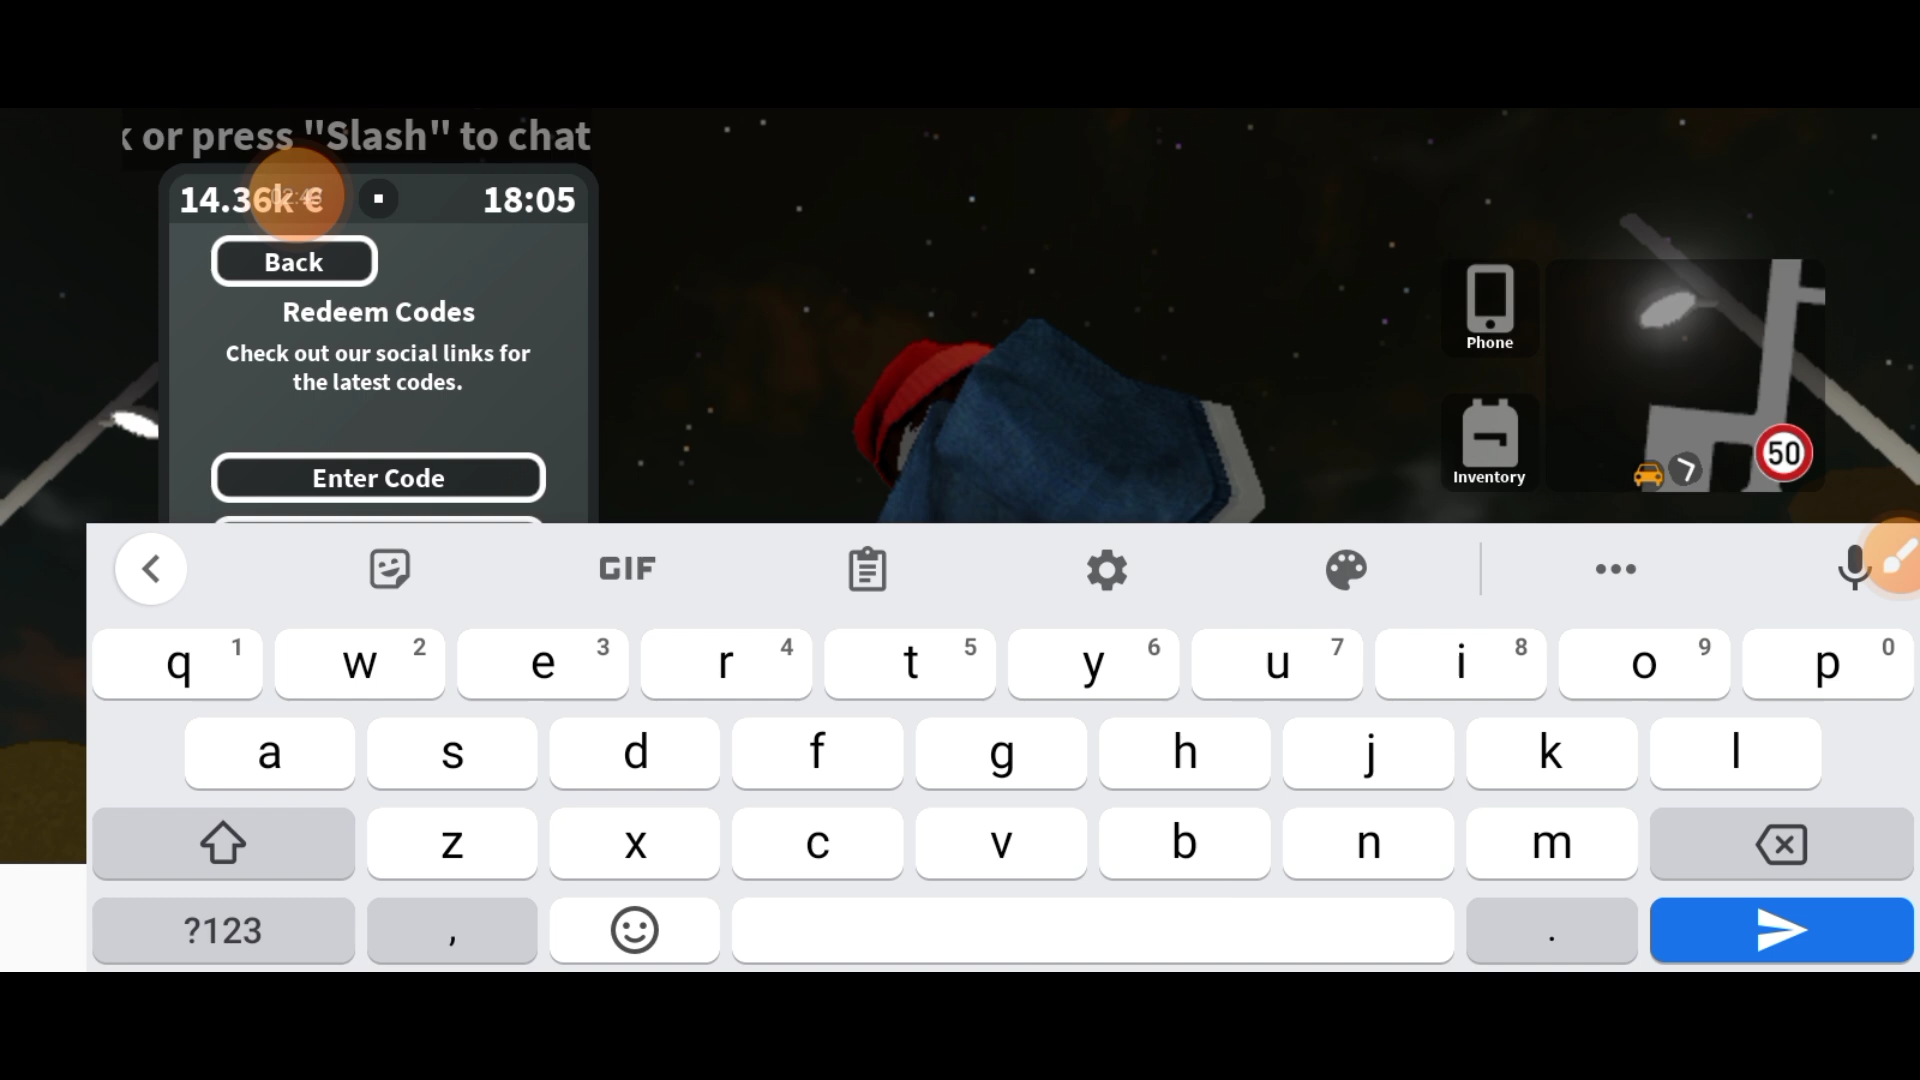 k or press "Slash" to chat
14.36k €
18:05
Back
Redeem Codes
Check out our social links for
the latest codes.
Enter Code
Phone
Inventory
50
GIF
q 1 w 2 e 3 r 4 t 5 y 6 u 7 i 8 o 9 p 0
a s d f g h j k l
z x c v b n m
?123 , .